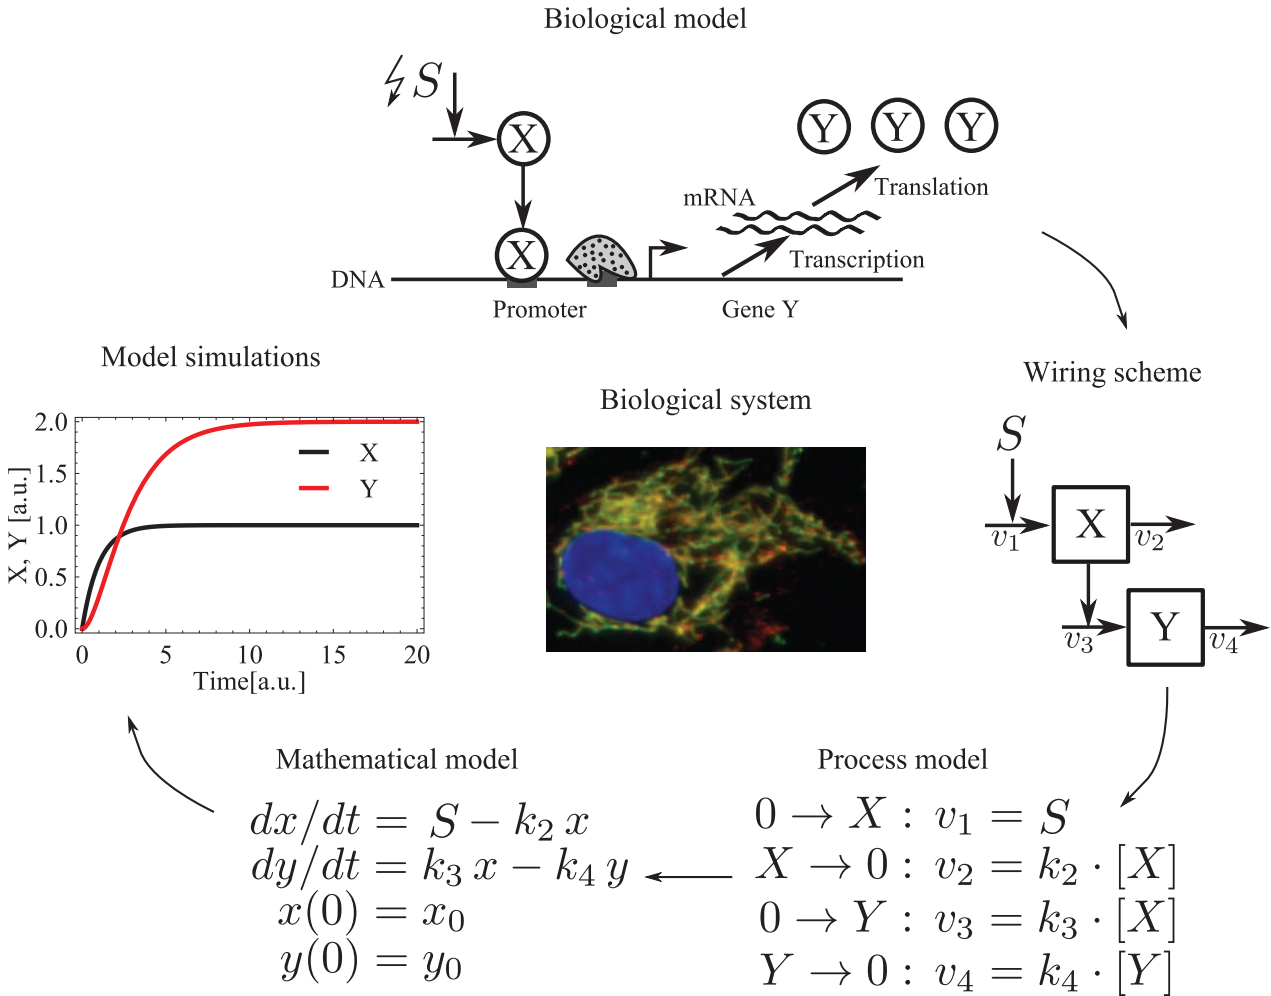 Biological model
S
X
Y Y Y
Translation
mRNA
X
Transcription
DNA
Promoter
Gene Y
Model simulations
2.0
1.5
1.0
0.5
0.0
X, Y [a.u.]
X
Y
0 5 10 15 20
Time[a.u.]
Biological system
Wiring scheme
S
X
v₁
v₂
Y
v₃
v₄
Mathematical model
dx/dt = S − k₂ x
dy/dt = k₃ x − k₄ y
x(0) = x₀
y(0) = y₀
Process model
0 → X : v₁ = S
X → 0 : v₂ = k₂ · [X]
0 → Y : v₃ = k₃ · [X]
Y → 0 : v₄ = k₄ · [Y]